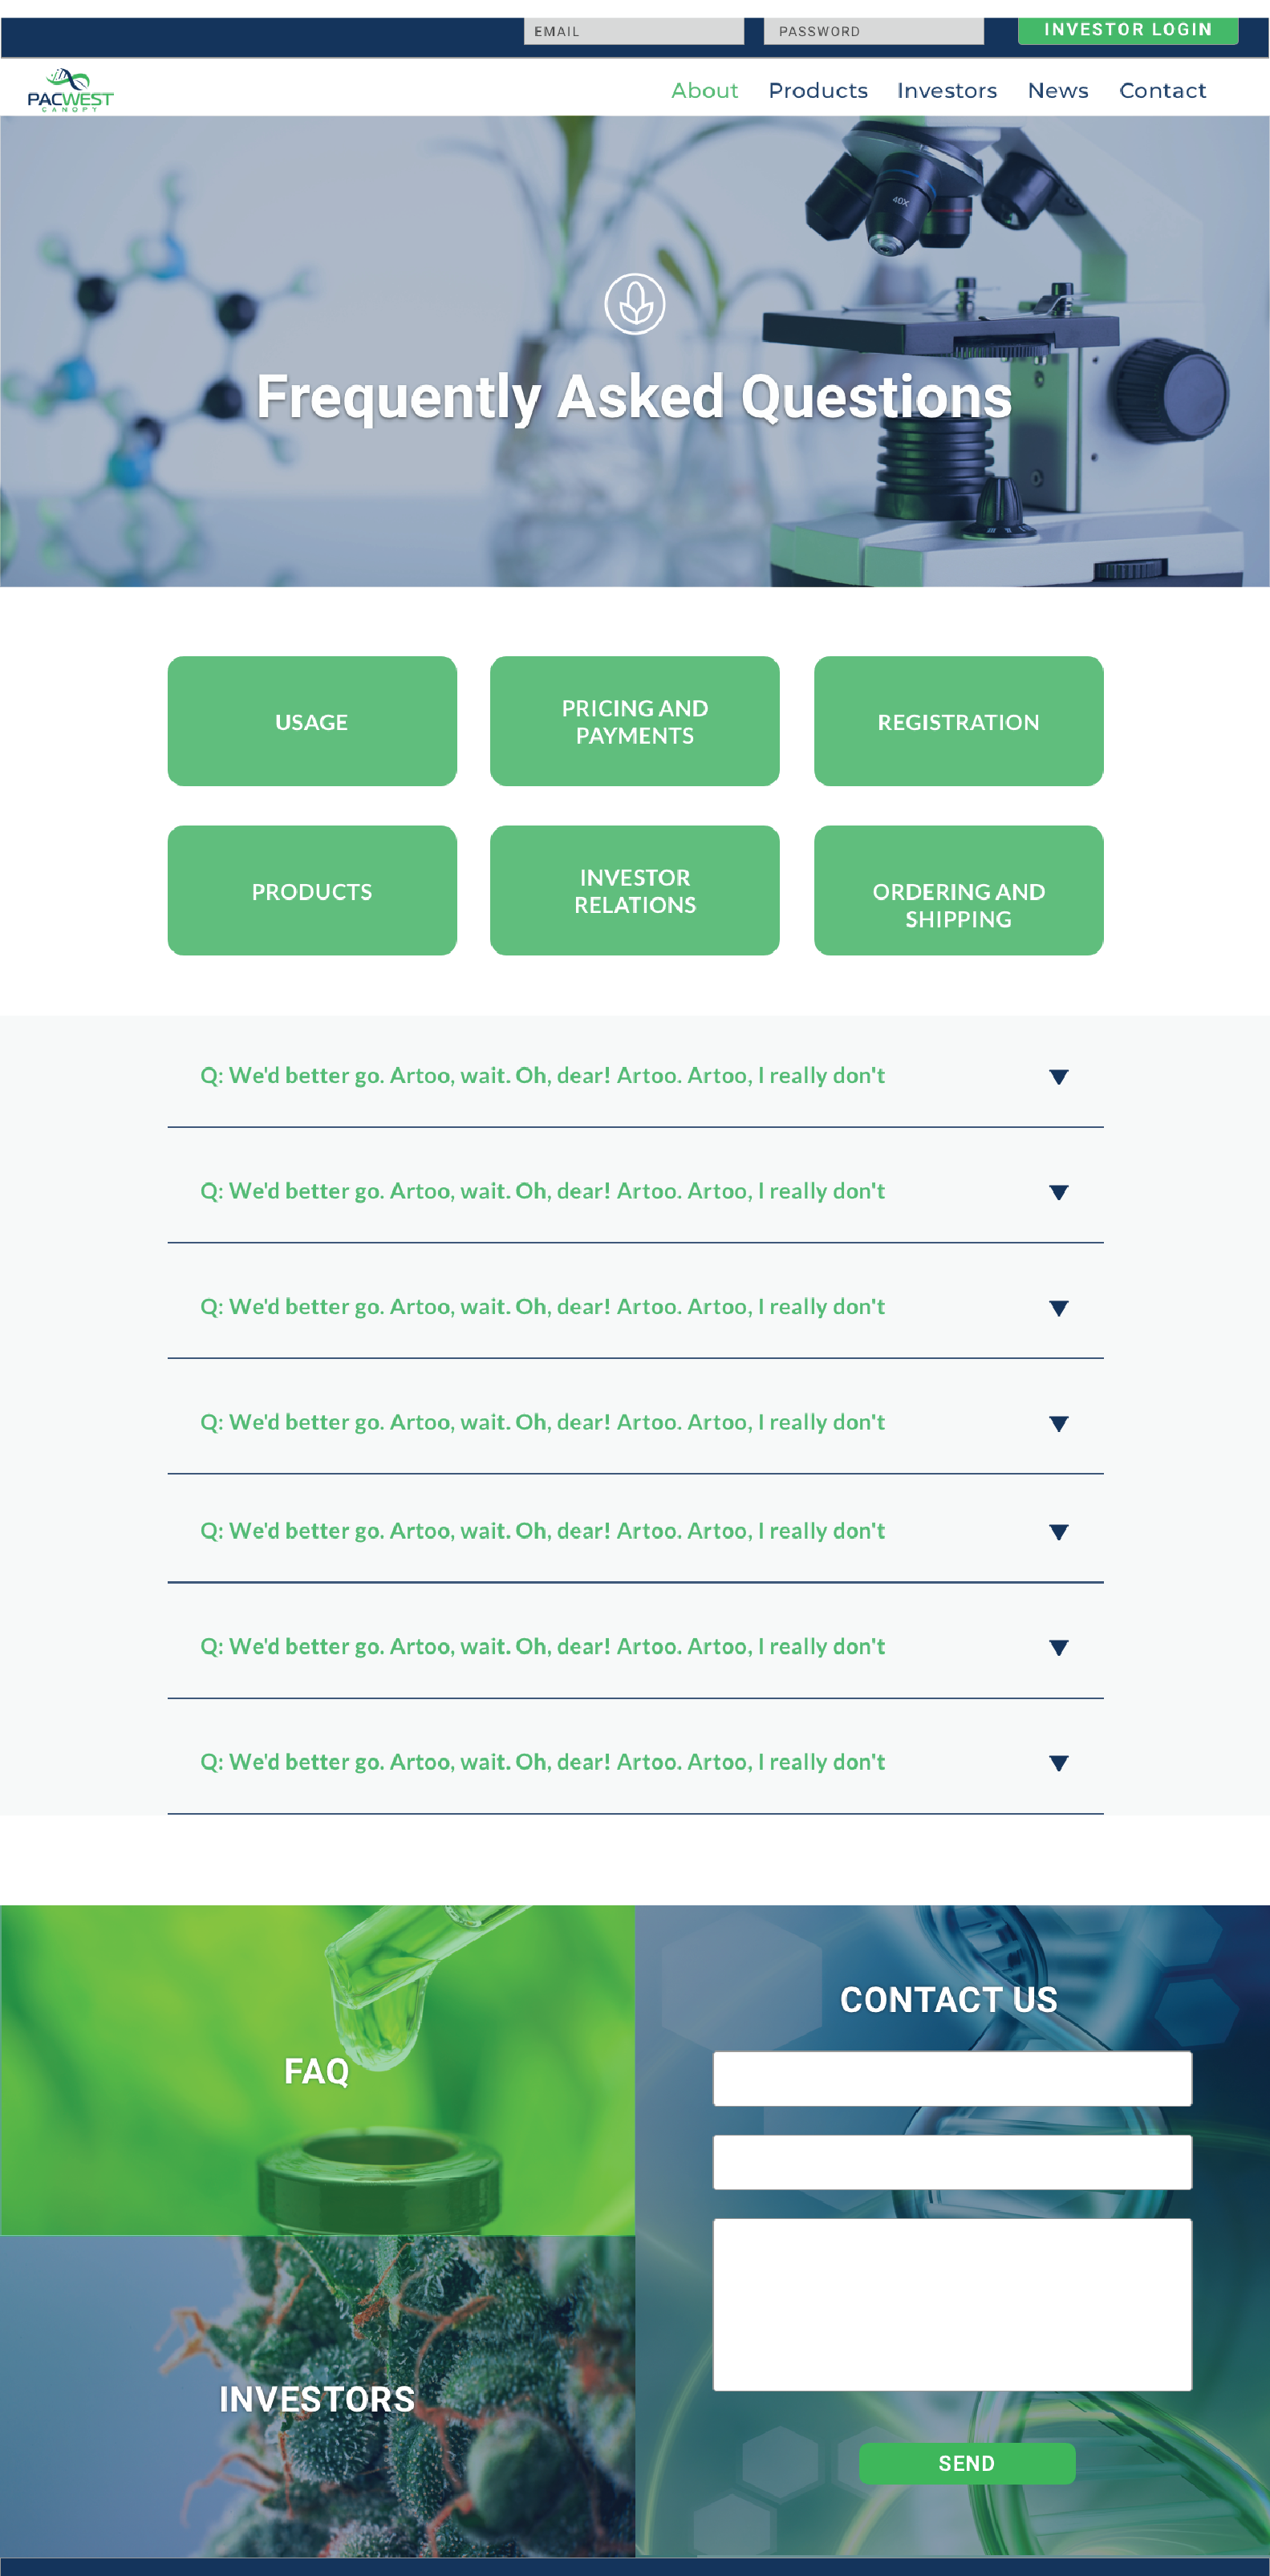 EMAIL PASSWORD INVESTOR LOGIN
PACWEST
CANOPY
About Products Investors News Contact
40X
Frequently Asked Questions
USAGE
PRICING AND
PAYMENTS
REGISTRATION
PRODUCTS
INVESTOR
RELATIONS
ORDERING AND
SHIPPING
Q: We'd better go. Artoo, wait. Oh, dear! Artoo. Artoo, I really don't
Q: We'd better go. Artoo, wait. Oh, dear! Artoo. Artoo, I really don't
Q: We'd better go. Artoo, wait. Oh, dear! Artoo. Artoo, I really don't
Q: We'd better go. Artoo, wait. Oh, dear! Artoo. Artoo, I really don't
Q: We'd better go. Artoo, wait. Oh, dear! Artoo. Artoo, I really don't
Q: We'd better go. Artoo, wait. Oh, dear! Artoo. Artoo, I really don't
Q: We'd better go. Artoo, wait. Oh, dear! Artoo. Artoo, I really don't
FAQ
INVESTORS
CONTACT US
SEND